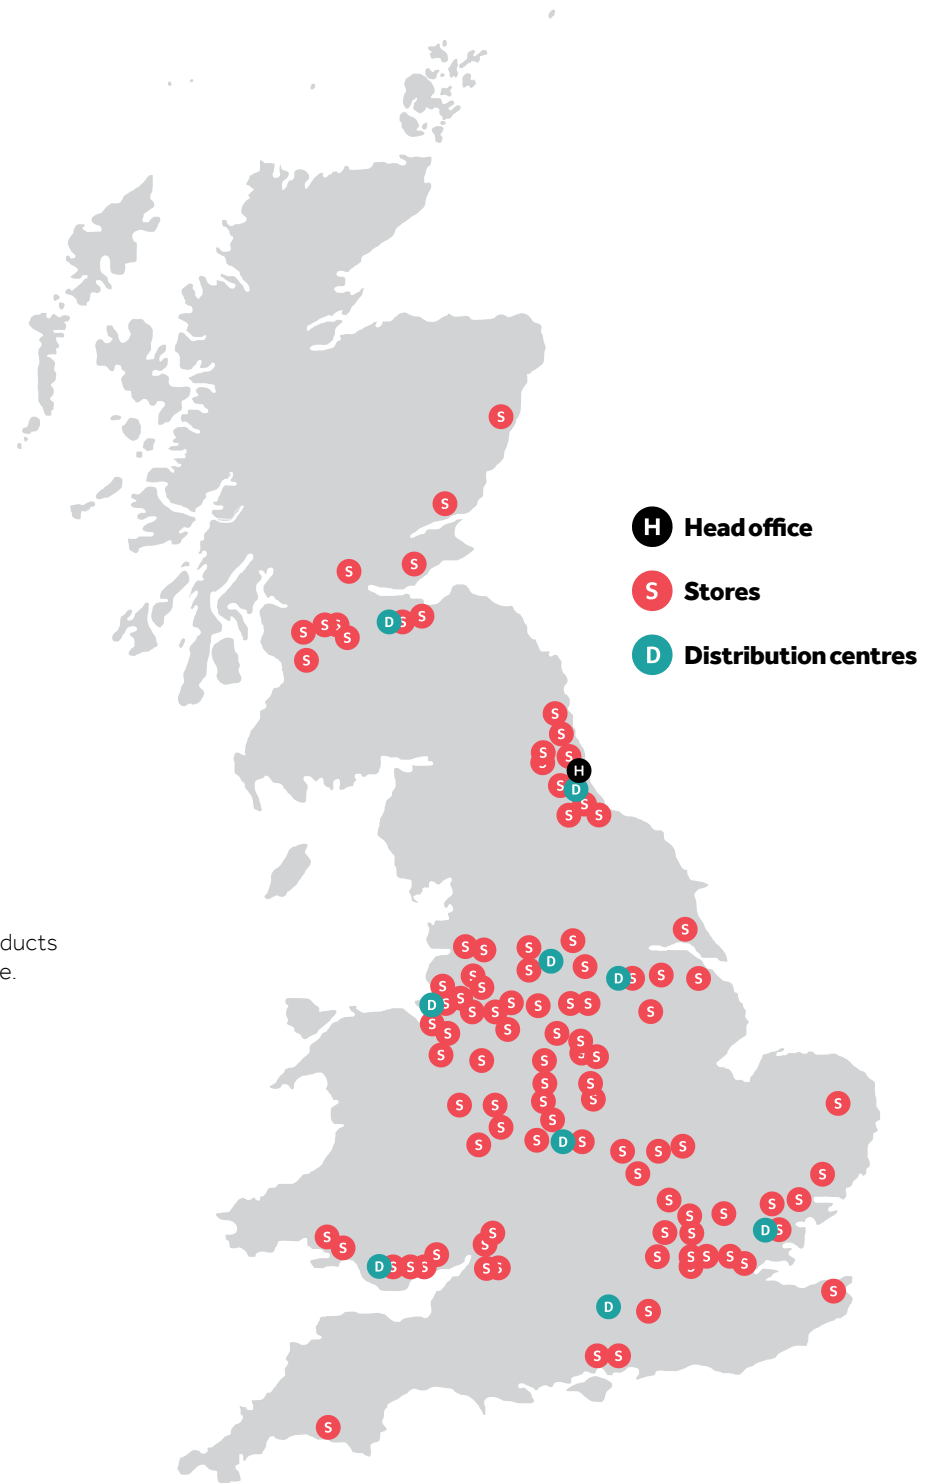 H Head office
S Stores
D Distribution centres
ducts
e.